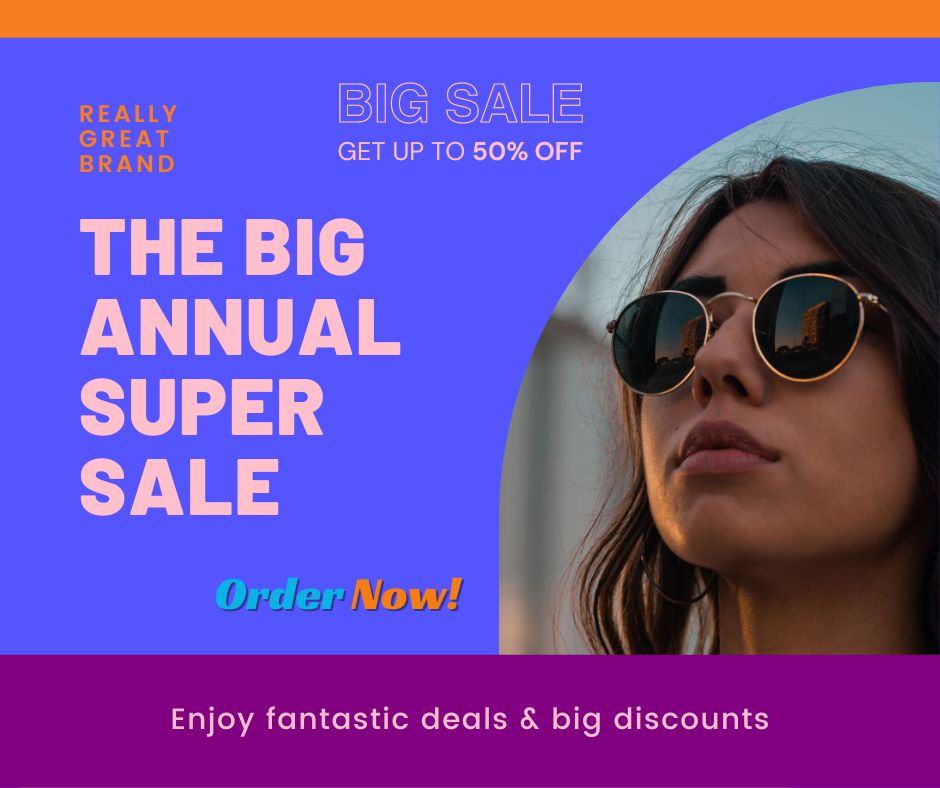 BIG SALE
GET UP TO 50% OFF
REALLY
GREAT
BRAND
THE BIG
ANNUAL
SUPER
SALE
Order Now!
Enjoy fantastic deals & big discounts